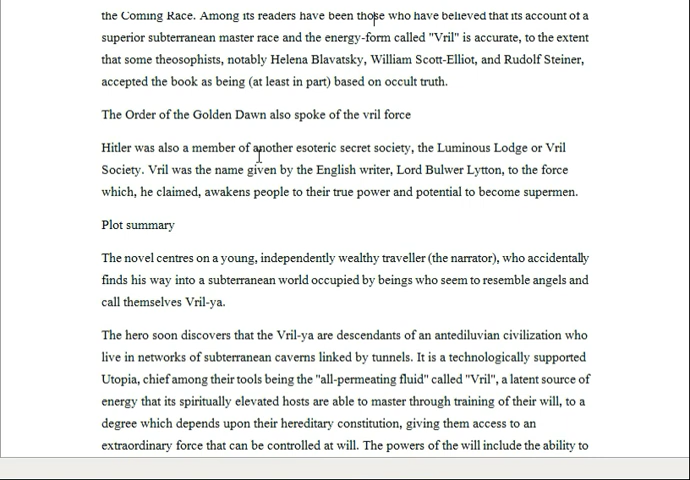 the Coming Race. Among its readers have been those who have believed that its account of a
superior subterranean master race and the energy-form called "Vril" is accurate, to the extent
that some theosophists, notably Helena Blavatsky, William Scott-Elliot, and Rudolf Steiner,
accepted the book as being (at least in part) based on occult truth.
The Order of the Golden Dawn also spoke of the vril force
Hitler was also a member of another esoteric secret society, the Luminous Lodge or Vril
Society. Vril was the name given by the English writer, Lord Bulwer Lytton, to the force
which, he claimed, awakens people to their true power and potential to become supermen.
Plot summary
The novel centres on a young, independently wealthy traveller (the narrator), who accidentally
finds his way into a subterranean world occupied by beings who seem to resemble angels and
call themselves Vril-ya.
The hero soon discovers that the Vril-ya are descendants of an antediluvian civilization who
live in networks of subterranean caverns linked by tunnels. It is a technologically supported
Utopia, chief among their tools being the "all-permeating fluid" called "Vril", a latent source of
energy that its spiritually elevated hosts are able to master through training of their will, to a
degree which depends upon their hereditary constitution, giving them access to an
extraordinary force that can be controlled at will. The powers of the will include the ability to